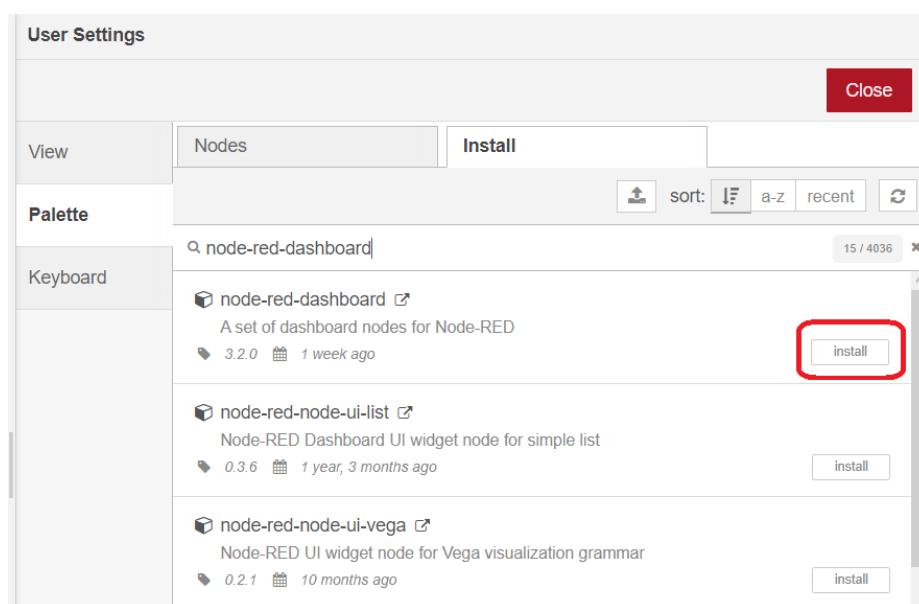 User Settings
Close
View
Nodes
Install
sort:
a-z
recent
Palette
node-red-dashboard
15 / 4036
Keyboard
node-red-dashboard
A set of dashboard nodes for Node-RED
3.2.0 1 week ago
install
node-red-node-ui-list
Node-RED Dashboard UI widget node for simple list
0.3.6 1 year, 3 months ago
install
node-red-node-ui-vega
Node-RED UI widget node for Vega visualization grammar
0.2.1 10 months ago
install